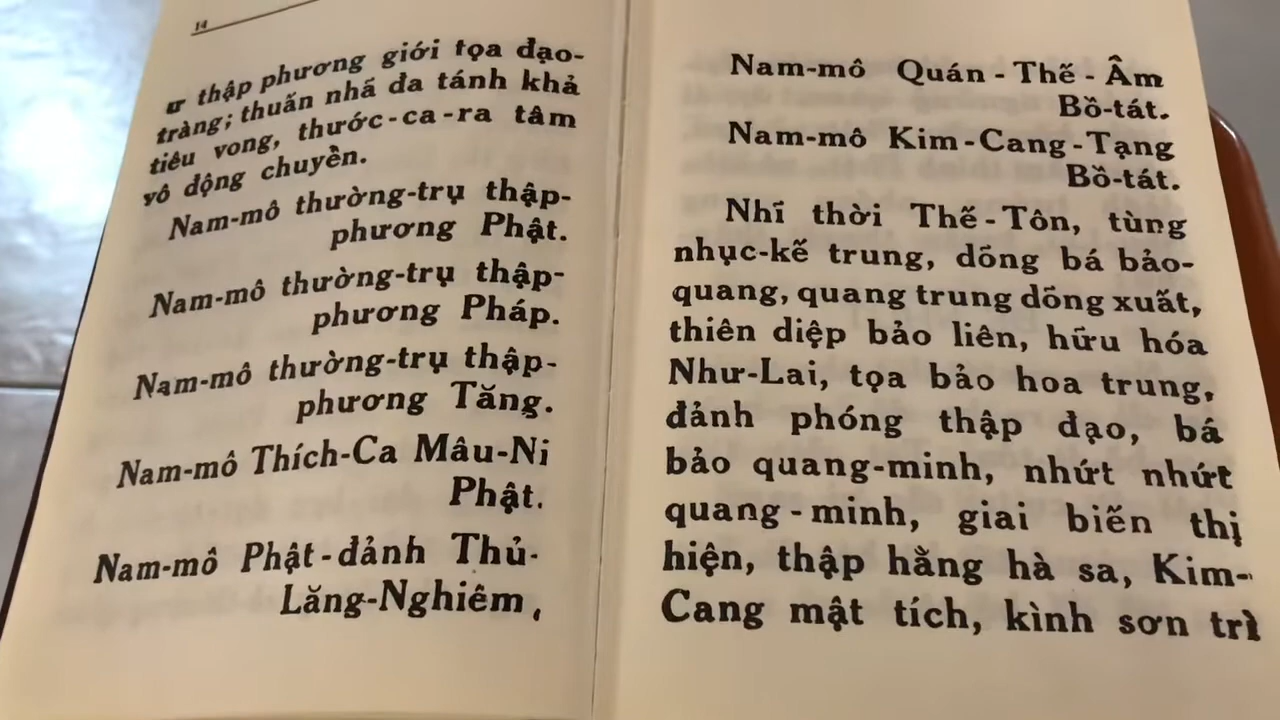 14
ư thập phương giới tọa đạo-
tràng; thuấn nhã đa tánh khả
tiêu vong, thước-ca-ra tâm
vô động chuyển.
Nam-mô thường-trụ thập-
phương Phật.
Nam-mô thường-trụ thập-
phương Pháp.
Nam-mô thường-trụ thập-
phương Tăng.
Nam-mô Thích-Ca Mâu-Ni
Phật.
Nam-mô Phật-đảnh Thủ-
Lăng-Nghiêm.
Nam-mô Quán-Thế-Âm
Bồ-tát.
Nam-mô Kim-Cang-Tạng
Bồ-tát.
Nhĩ thời Thế-Tôn, tùng
nhục-kế trung, dõng bá bảo-
quang, quang trung dõng xuất,
thiên diệp bảo liên, hữu hóa
Như-Lai, tọa bảo hoa trung,
đảnh phóng thập đạo, bá
bảo quang-minh, nhứt nhứt
quang-minh, giai biến thị
hiện, thập hằng hà sa, Kim-
Cang mật tích, kình sơn trì